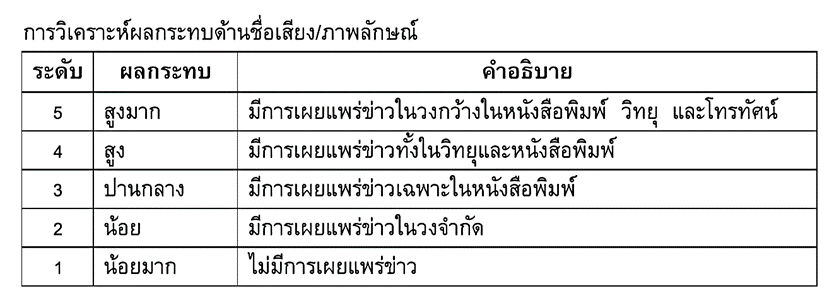 การวิเคราะห์ผลกระทบด้านชื่อเสียง/ภาพลักษณ์
ระดับ ผลกระทบ คำอธิบาย
5 สูงมาก มีการเผยแพร่ข่าวในวงกว้างในหนังสือพิมพ์ วิทยุ และโทรทัศน์
4 สูง มีการเผยแพร่ข่าวทั้งในวิทยุและหนังสือพิมพ์
3 ปานกลาง มีการเผยแพร่ข่าวเฉพาะในหนังสือพิมพ์
2 น้อย มีการเผยแพร่ข่าวในวงจำกัด
1 น้อยมาก ไม่มีการเผยแพร่ข่าว